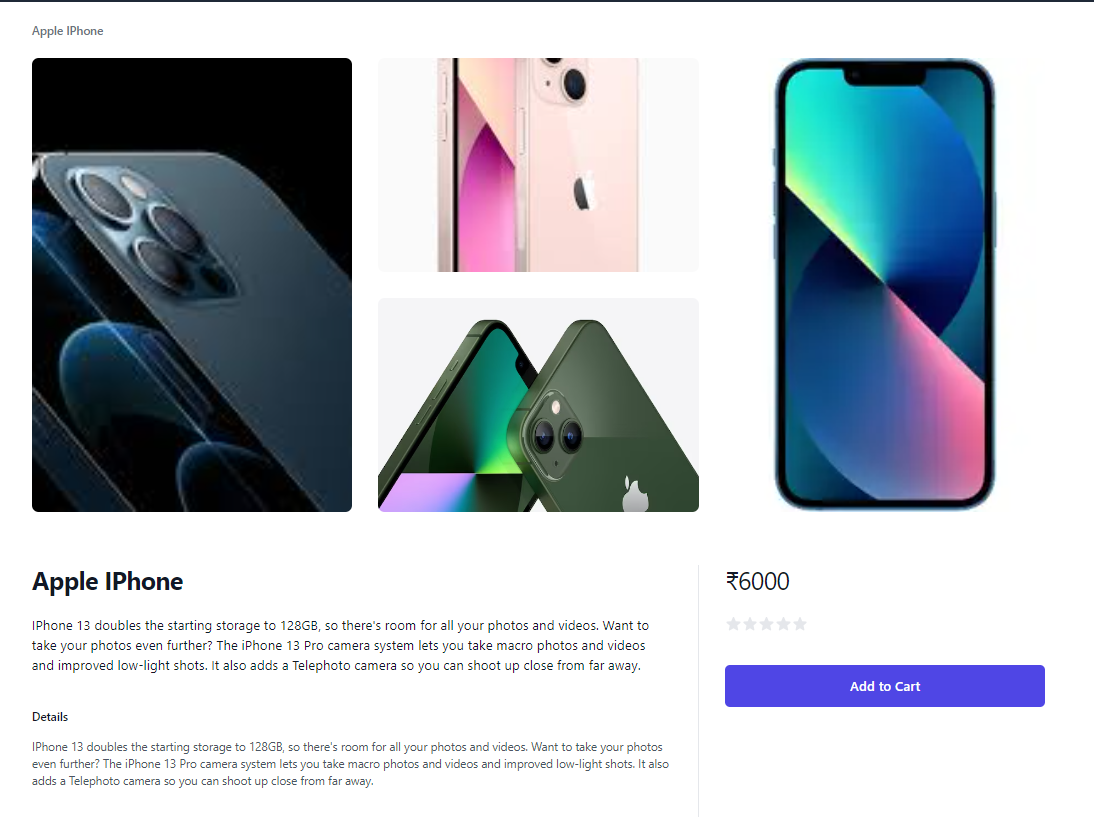 Apple IPhone
Apple IPhone
IPhone 13 doubles the starting storage to 128GB, so there's room for all your photos and videos. Want to
take your photos even further? The iPhone 13 Pro camera system lets you take macro photos and videos
and improved low-light shots. It also adds a Telephoto camera so you can shoot up close from far away.
Details
IPhone 13 doubles the starting storage to 128GB, so there's room for all your photos and videos. Want to take your photos
even further? The iPhone 13 Pro camera system lets you take macro photos and videos and improved low-light shots. It also
adds a Telephoto camera so you can shoot up close from far away.
₹6000
Add to Cart